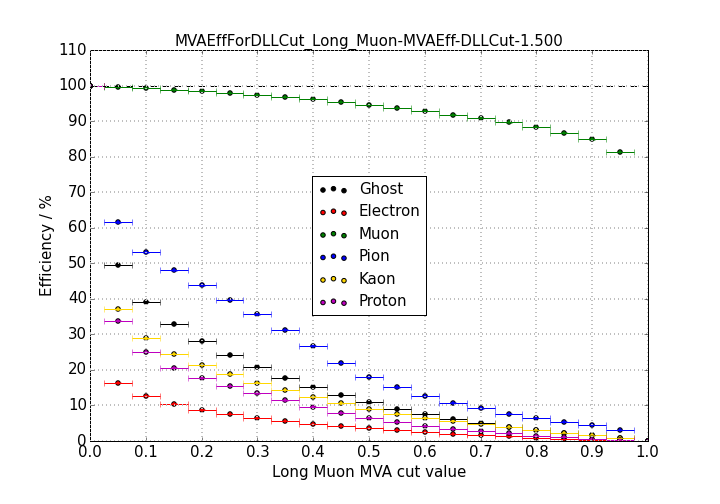 MVAEffForDLLCut_Long_Muon-MVAEff-DLLCut-1.500
110
100
90
80
70
60
50
40
30
20
10
0
Efficiency / %
Ghost
Electron
Muon
Pion
Kaon
Proton
0.0 0.1 0.2 0.3 0.4 0.5 0.6 0.7 0.8 0.9 1.0
Long Muon MVA cut value